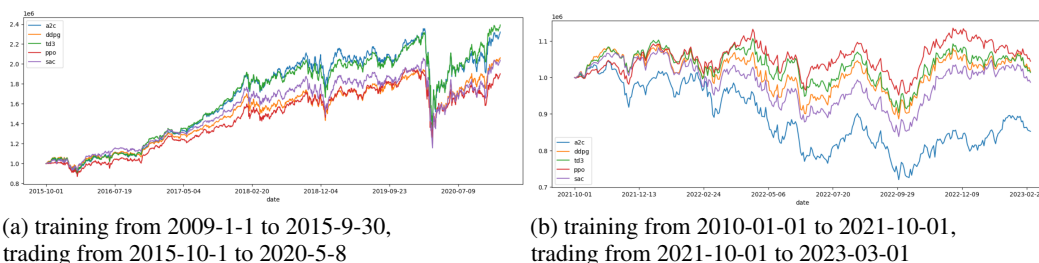 1e6
2.4
2.2
2.0
1.8
1.6
1.4
1.2
1.0
0.8
a2c
ddpg
td3
ppo
sac
2015-10-01 2016-07-19 2017-05-04 2018-02-20 2018-12-04 2019-09-23 2020-07-09
date
1e6
1.1
1.0
0.9
0.8
0.7
a2c
ddpg
td3
ppo
sac
2021-10-01 2021-12-13 2022-02-24 2022-05-06 2022-07-20 2022-09-29 2022-12-09 2023-02-2
date
(a) training from 2009-1-1 to 2015-9-30,
trading from 2015-10-1 to 2020-5-8
(b) training from 2010-01-01 to 2021-10-01,
trading from 2021-10-01 to 2023-03-01